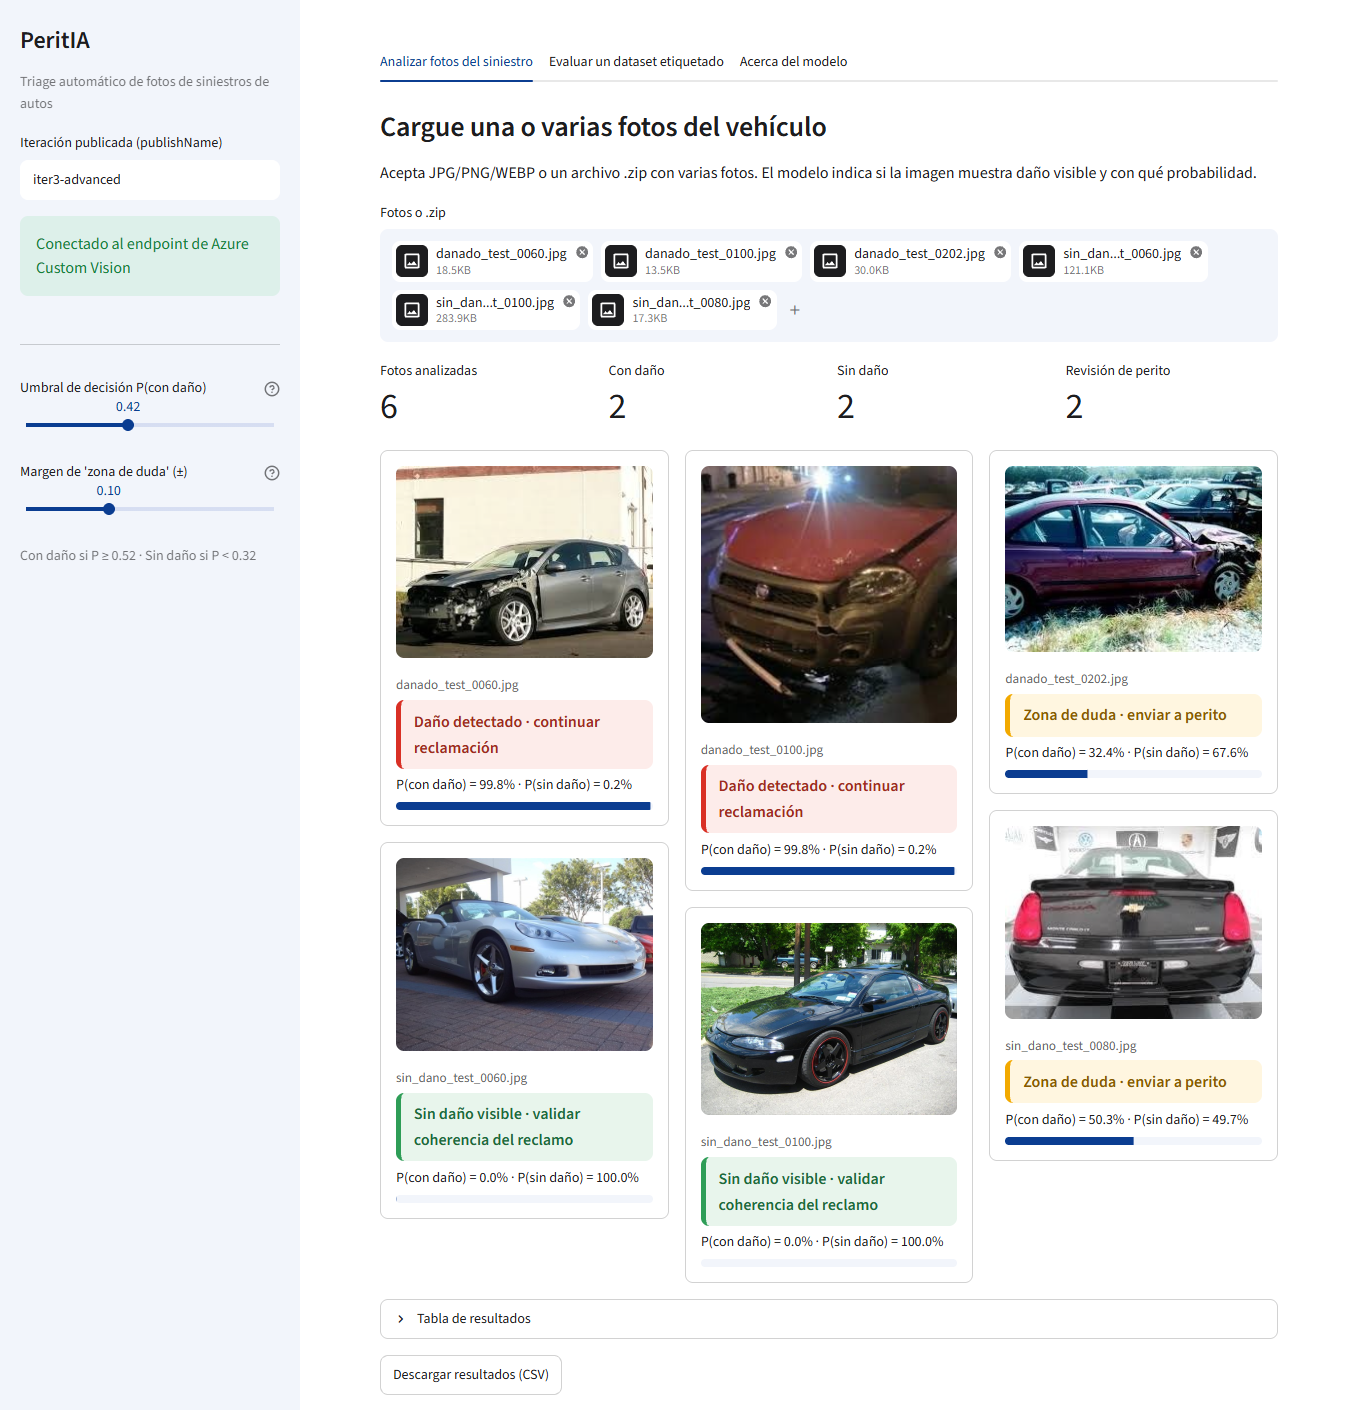 PeritIA
Triage automático de fotos de siniestros de
autos
Iteración publicada (publishName)
iter3-advanced
Conectado al endpoint de Azure
Custom Vision
Umbral de decisión P(con daño)
0.42
Margen de 'zona de duda' (±)
0.10
Con daño si P ≥ 0.52 · Sin daño si P < 0.32
Analizar fotos del siniestro
Evaluar un dataset etiquetado
Acerca del modelo
Cargue una o varias fotos del vehículo
Acepta JPG/PNG/WEBP o un archivo .zip con varias fotos. El modelo indica si la imagen muestra daño visible y con qué probabilidad.
Fotos o .zip
danado_test_0060.jpg
18.5KB
danado_test_0100.jpg
13.5KB
danado_test_0202.jpg
30.0KB
sin_dan...t_0060.jpg
121.1KB
sin_dan...t_0100.jpg
283.9KB
sin_dan...t_0080.jpg
17.3KB
Fotos analizadas
6
Con daño
2
Sin daño
2
Revisión de perito
2
danado_test_0060.jpg
Daño detectado · continuar
reclamación
P(con daño) = 99.8% · P(sin daño) = 0.2%
danado_test_0100.jpg
Daño detectado · continuar
reclamación
P(con daño) = 99.8% · P(sin daño) = 0.2%
danado_test_0202.jpg
Zona de duda · enviar a perito
P(con daño) = 32.4% · P(sin daño) = 67.6%
sin_dano_test_0060.jpg
Sin daño visible · validar
coherencia del reclamo
P(con daño) = 0.0% · P(sin daño) = 100.0%
sin_dano_test_0100.jpg
Sin daño visible · validar
coherencia del reclamo
P(con daño) = 0.0% · P(sin daño) = 100.0%
sin_dano_test_0080.jpg
Zona de duda · enviar a perito
P(con daño) = 50.3% · P(sin daño) = 49.7%
Tabla de resultados
Descargar resultados (CSV)